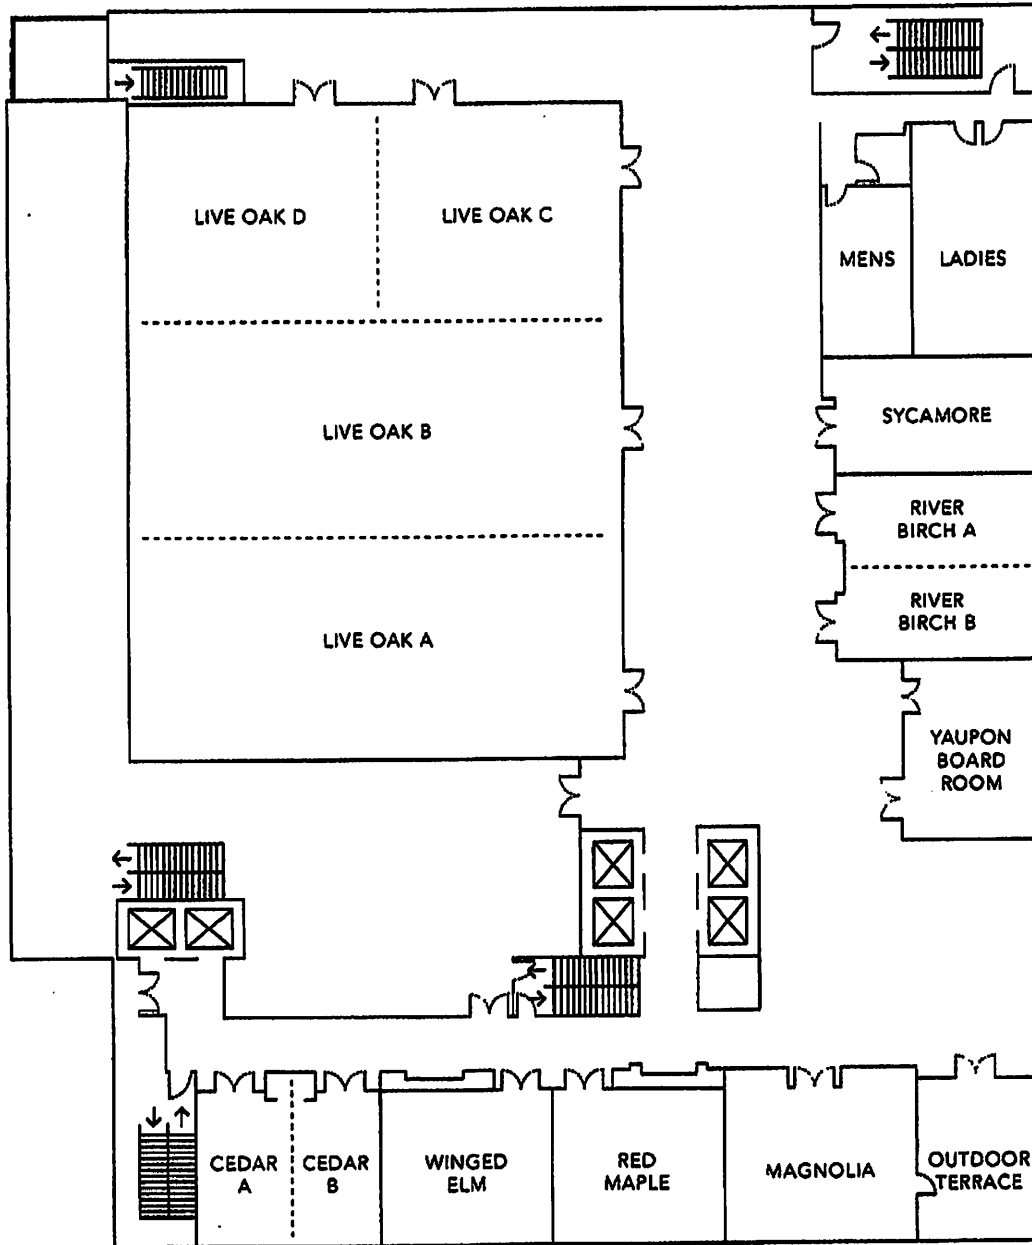 LIVE OAK D
LIVE OAK C
MENS
LADIES
SYCAMORE
LIVE OAK B
RIVER
BIRCH A
RIVER
BIRCH B
LIVE OAK A
YAUPON
BOARD
ROOM
CEDAR
A
CEDAR
B
WINGED
ELM
RED
MAPLE
MAGNOLIA
OUTDOOR
TERRACE